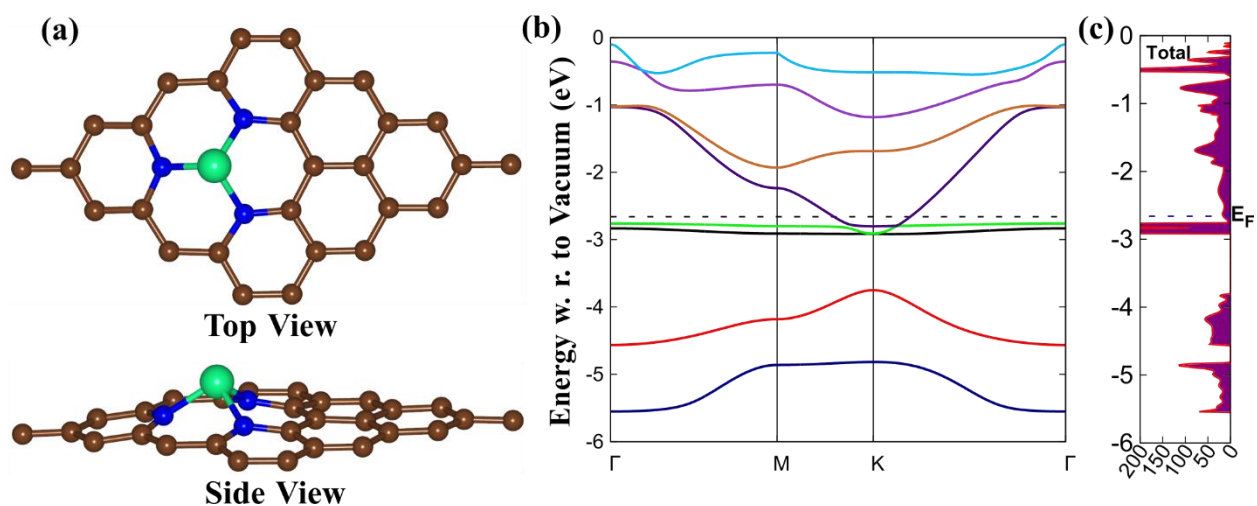 (a)
Top View
Side View
(b)
Energy w. r. to Vacuum (eV)
0
-1
-2
-3
-4
-5
-6
Γ M K Γ
(c)
0
Total
-1
-2
E_F
-3
-4
-5
-6
200 150 100 50 0